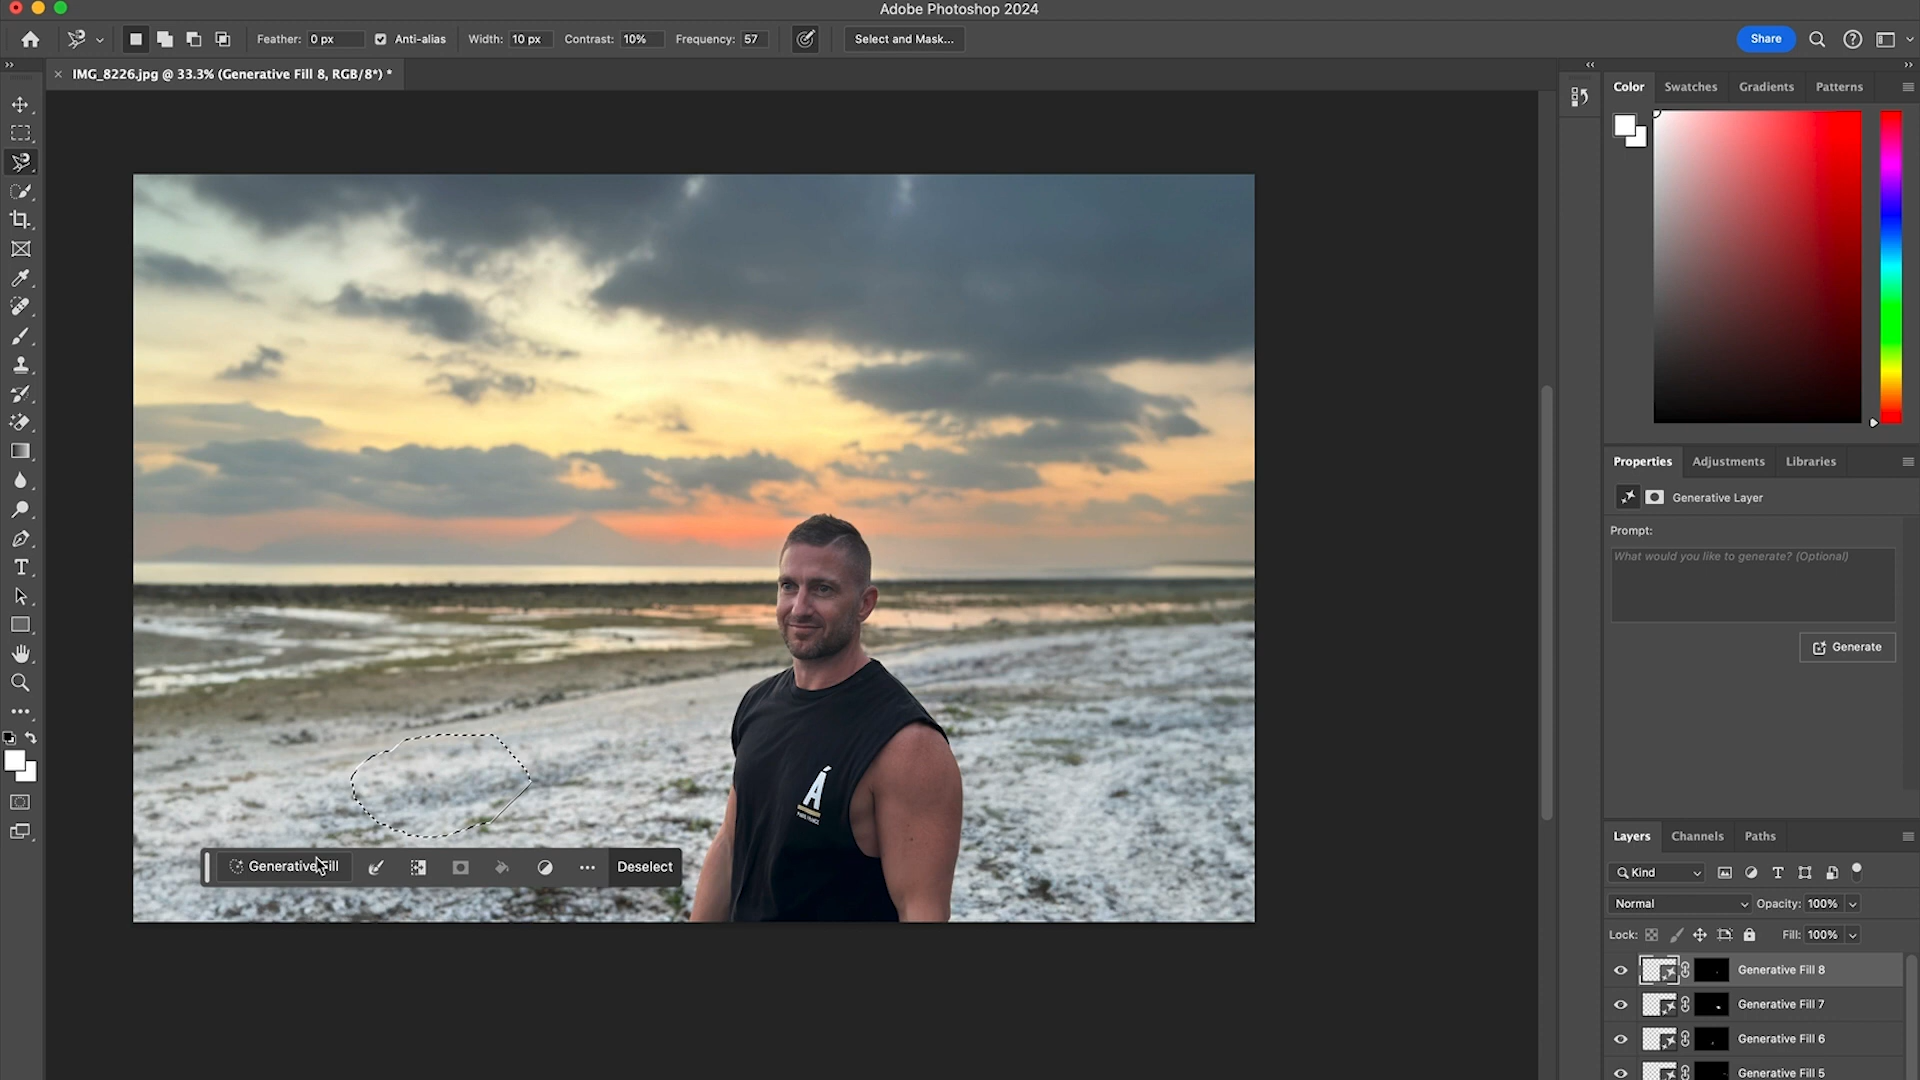 Adobe Photoshop 2024
Feather: 0 px Anti-alias Width: 10 px Contrast: 10% Frequency: 57 Select and Mask... Share
IMG_8226.jpg @ 33.3% (Generative Fill 8, RGB/8*) *
Color Swatches Gradients Patterns
Properties Adjustments Libraries
Generative Layer
Prompt:
What would you like to generate? (Optional)
Generate
Á
Generative Fill Deselect
Layers Channels Paths
Kind
Normal Opacity: 100%
Lock: Fill: 100%
Generative Fill 8
Generative Fill 7
Generative Fill 6
Generative Fill 5